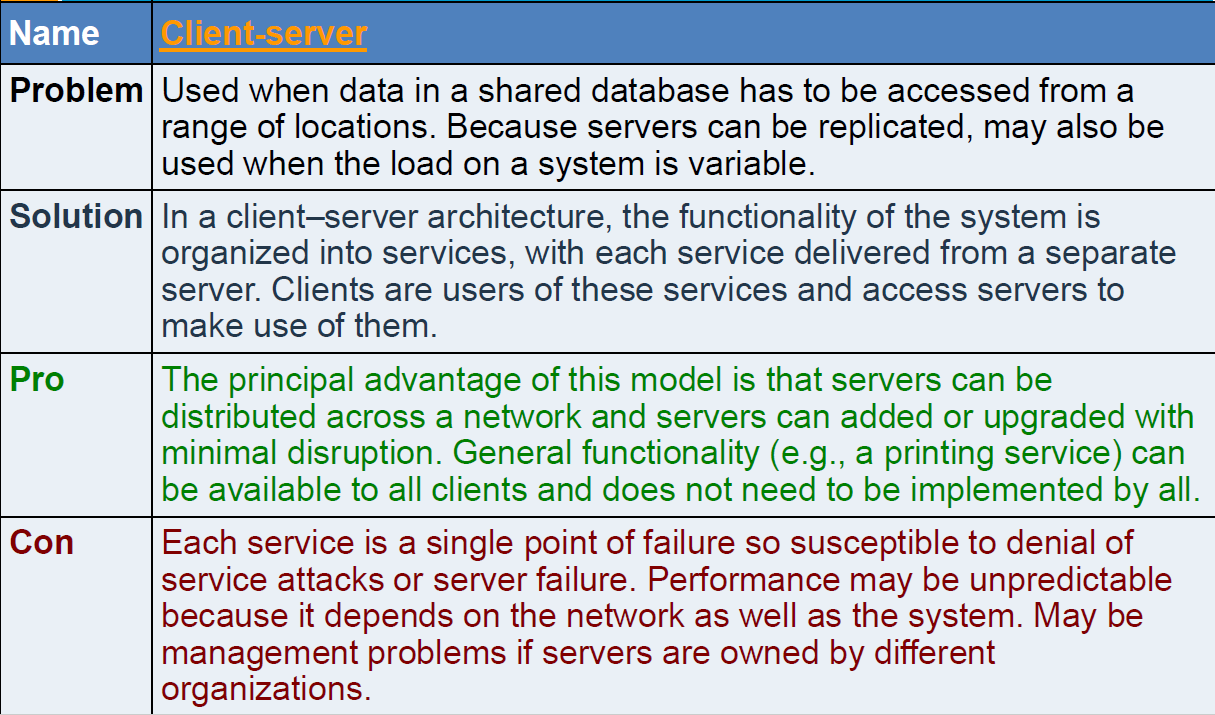 Name Client-server
Problem Used when data in a shared database has to be accessed from a
range of locations. Because servers can be replicated, may also be
used when the load on a system is variable.
Solution In a client–server architecture, the functionality of the system is
organized into services, with each service delivered from a separate
server. Clients are users of these services and access servers to
make use of them.
Pro The principal advantage of this model is that servers can be
distributed across a network and servers can added or upgraded with
minimal disruption. General functionality (e.g., a printing service) can
be available to all clients and does not need to be implemented by all.
Con Each service is a single point of failure so susceptible to denial of
service attacks or server failure. Performance may be unpredictable
because it depends on the network as well as the system. May be
management problems if servers are owned by different
organizations.